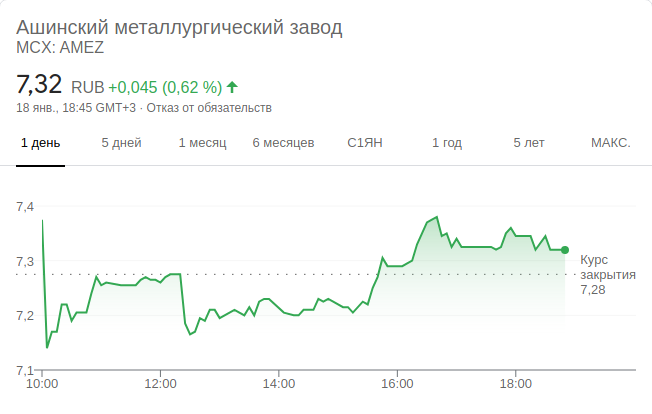 Ашинский металлургический завод
MCX: AMEZ
7,32 RUB +0,045 (0,62 %)
18 янв., 18:45 GMT+3 · Отказ от обязательств
1 день 5 дней 1 месяц 6 месяцев С1ЯН 1 год 5 лет МАКС.
7,4
7,3
Курс
закрытия
7,28
7,2
7,1
10:00 12:00 14:00 16:00 18:00